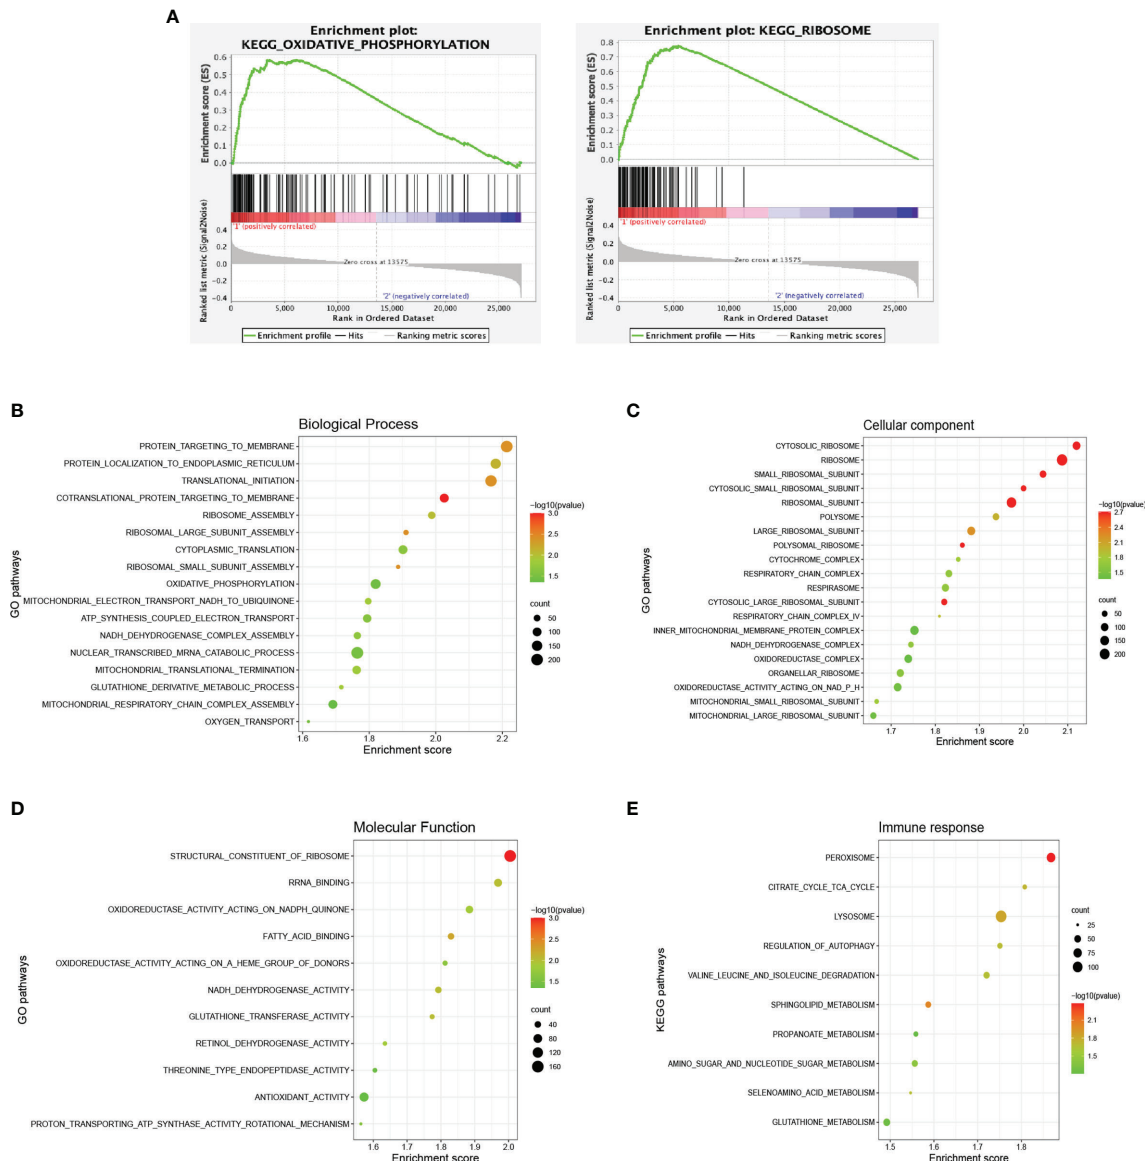 A
Enrichment plot:
KEGG_OXIDATIVE_PHOSPHORYLATION
Enrichment score (ES)
0.6
0.5
0.4
0.3
0.2
0.1
0.0
'1' (positively correlated)
Ranked list metric (Signal2Noise)
0.4
0.2
0.0
-0.2
-0.4
Zero cross at 13575
'2' (negatively correlated)
0 5,000 10,000 15,000 20,000 25,000
Rank in Ordered Dataset
Enrichment profile Hits Ranking metric scores
Enrichment plot: KEGG_RIBOSOME
Enrichment score (ES)
0.8
0.7
0.6
0.5
0.4
0.3
0.2
0.1
0.0
'1' (positively correlated)
Ranked list metric (Signal2Noise)
0.4
0.2
0.0
-0.2
-0.4
Zero cross at 13575
'2' (negatively correlated)
0 5,000 10,000 15,000 20,000 25,000
Rank in Ordered Dataset
Enrichment profile Hits Ranking metric scores
B
Biological Process
GO pathways
PROTEIN_TARGETING_TO_MEMBRANE
PROTEIN_LOCALIZATION_TO_ENDOPLASMIC_RETICULUM
TRANSLATIONAL_INITIATION
COTRANSLATIONAL_PROTEIN_TARGETING_TO_MEMBRANE
RIBOSOME_ASSEMBLY
RIBOSOMAL_LARGE_SUBUNIT_ASSEMBLY
CYTOPLASMIC_TRANSLATION
RIBOSOMAL_SMALL_SUBUNIT_ASSEMBLY
OXIDATIVE_PHOSPHORYLATION
MITOCHONDRIAL_ELECTRON_TRANSPORT_NADH_TO_UBIQUINONE
ATP_SYNTHESIS_COUPLED_ELECTRON_TRANSPORT
NADH_DEHYDROGENASE_COMPLEX_ASSEMBLY
NUCLEAR_TRANSCRIBED_MRNA_CATABOLIC_PROCESS
MITOCHONDRIAL_TRANSLATIONAL_TERMINATION
GLUTATHIONE_DERIVATIVE_METABOLIC_PROCESS
MITOCHONDRIAL_RESPIRATORY_CHAIN_COMPLEX_ASSEMBLY
OXYGEN_TRANSPORT
1.6 1.8 2.0 2.2
Enrichment score
−log10(pvalue)
3.0
2.5
2.0
1.5
count
50
100
150
200
C
Cellular component
GO pathways
CYTOSOLIC_RIBOSOME
RIBOSOME
SMALL_RIBOSOMAL_SUBUNIT
CYTOSOLIC_SMALL_RIBOSOMAL_SUBUNIT
RIBOSOMAL_SUBUNIT
POLYSOME
LARGE_RIBOSOMAL_SUBUNIT
POLYSOMAL_RIBOSOME
CYTOCHROME_COMPLEX
RESPIRATORY_CHAIN_COMPLEX
RESPIRASOME
CYTOSOLIC_LARGE_RIBOSOMAL_SUBUNIT
RESPIRATORY_CHAIN_COMPLEX_IV
INNER_MITOCHONDRIAL_MEMBRANE_PROTEIN_COMPLEX
NADH_DEHYDROGENASE_COMPLEX
OXIDOREDUCTASE_COMPLEX
ORGANELLAR_RIBOSOME
OXIDOREDUCTASE_ACTIVITY_ACTING_ON_NAD_P_H
MITOCHONDRIAL_SMALL_RIBOSOMAL_SUBUNIT
MITOCHONDRIAL_LARGE_RIBOSOMAL_SUBUNIT
1.7 1.8 1.9 2.0 2.1
Enrichment score
−log10(pvalue)
2.7
2.4
2.1
1.8
1.5
count
50
100
150
200
D
Molecular Function
GO pathways
STRUCTURAL_CONSTITUENT_OF_RIBOSOME
RRNA_BINDING
OXIDOREDUCTASE_ACTIVITY_ACTING_ON_NADPH_QUINONE
FATTY_ACID_BINDING
OXIDOREDUCTASE_ACTIVITY_ACTING_ON_A_HEME_GROUP_OF_DONORS
NADH_DEHYDROGENASE_ACTIVITY
GLUTATHIONE_TRANSFERASE_ACTIVITY
RETINOL_DEHYDROGENASE_ACTIVITY
THREONINE_TYPE_ENDOPEPTIDASE_ACTIVITY
ANTIOXIDANT_ACTIVITY
PROTON_TRANSPORTING_ATP_SYNTHASE_ACTIVITY_ROTATIONAL_MECHANISM
1.6 1.7 1.8 1.9 2.0
Enrichment score
−log10(pvalue)
3.0
2.5
2.0
1.5
count
40
80
120
160
E
Immune response
KEGG pathways
PEROXISOME
CITRATE_CYCLE_TCA_CYCLE
LYSOSOME
REGULATION_OF_AUTOPHAGY
VALINE_LEUCINE_AND_ISOLEUCINE_DEGRADATION
SPHINGOLIPID_METABOLISM
PROPANOATE_METABOLISM
AMINO_SUGAR_AND_NUCLEOTIDE_SUGAR_METABOLISM
SELENOAMINO_ACID_METABOLISM
GLUTATHIONE_METABOLISM
1.5 1.6 1.7 1.8
Enrichment score
count
25
50
75
100
−log10(pvalue)
2.1
1.8
1.5